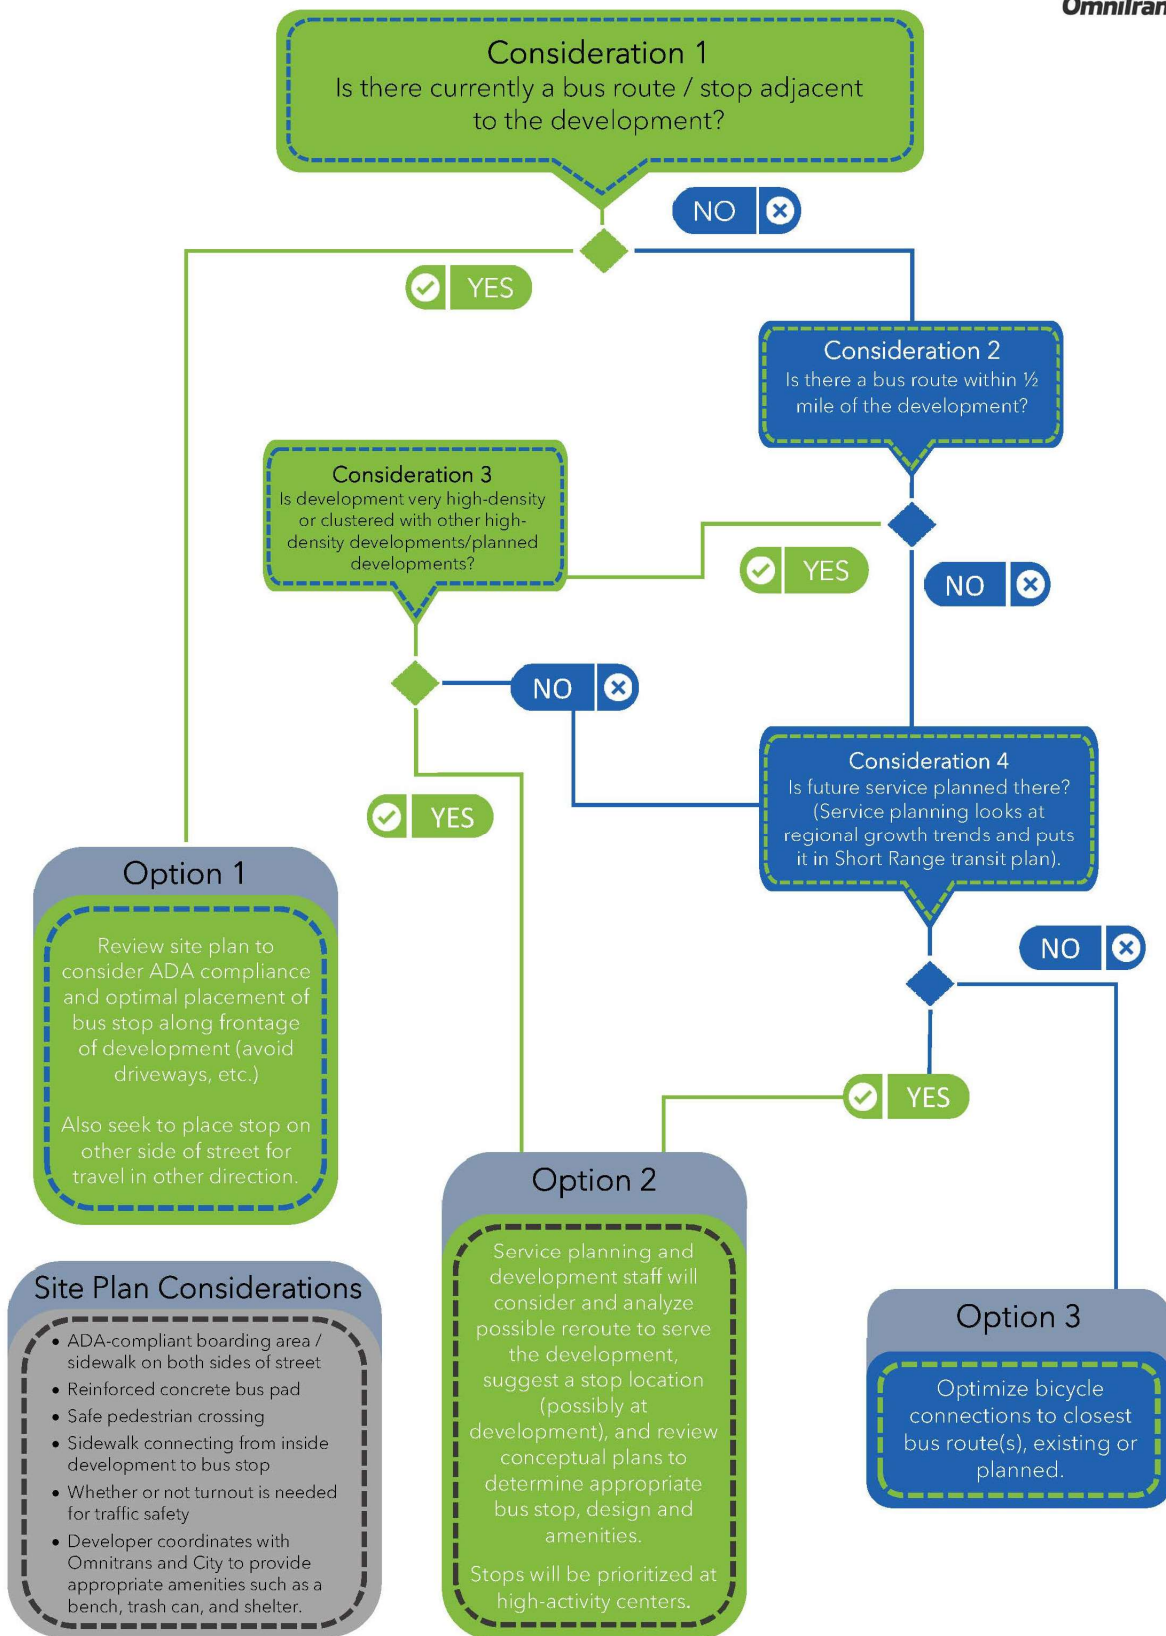 Consideration 1
Is there currently a bus route / stop adjacent
to the development?
NO
YES
Consideration 2
Is there a bus route within ½
mile of the development?
Consideration 3
Is development very high-density
or clustered with other high-
density developments/planned
developments?
YES
NO
NO
Consideration 4
Is future service planned there?
(Service planning looks at
regional growth trends and puts
it in Short Range transit plan).
YES
Option 1
Review site plan to
consider ADA compliance
and optimal placement of
bus stop along frontage
of development (avoid
driveways, etc.)
Also seek to place stop on
other side of street for
travel in other direction.
NO
YES
Option 2
Service planning and
development staff will
consider and analyze
possible reroute to serve
the development,
suggest a stop location
(possibly at
development), and review
conceptual plans to
determine appropriate
bus stop, design and
amenities.
Stops will be prioritized at
high-activity centers.
Site Plan Considerations
• ADA-compliant boarding area /
sidewalk on both sides of street
• Reinforced concrete bus pad
• Safe pedestrian crossing
• Sidewalk connecting from inside
development to bus stop
• Whether or not turnout is needed
for traffic safety
• Developer coordinates with
Omnitrans and City to provide
appropriate amenities such as a
bench, trash can, and shelter.
Option 3
Optimize bicycle
connections to closest
bus route(s), existing or
planned.